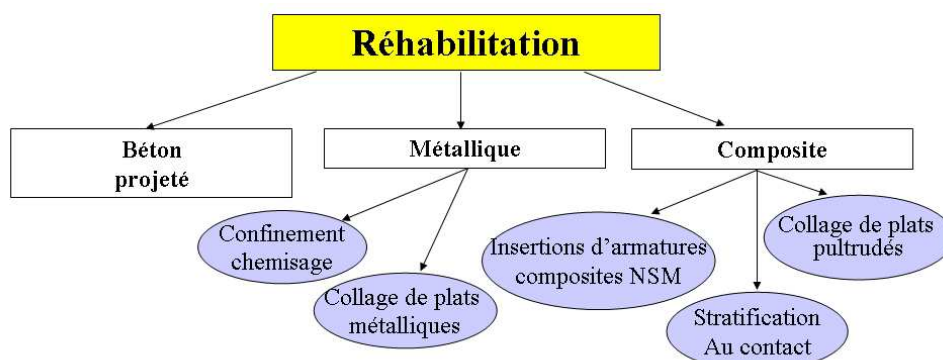 Réhabilitation
Béton
projeté
Métallique
Composite
Confinement
chemisage
Collage de plats
métalliques
Insertions d'armatures
composites NSM
Stratification
Au contact
Collage de plats
pultrudés